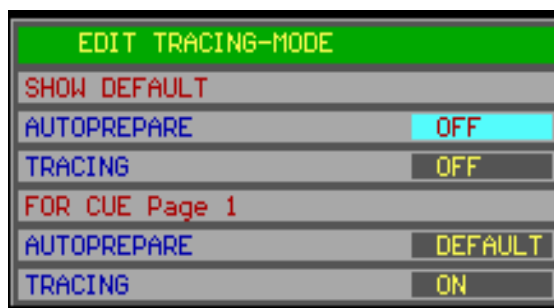 EDIT TRACING-MODE
SHOW DEFAULT
AUTOPREPARE OFF
TRACING OFF
FOR CUE Page 1
AUTOPREPARE DEFAULT
TRACING ON